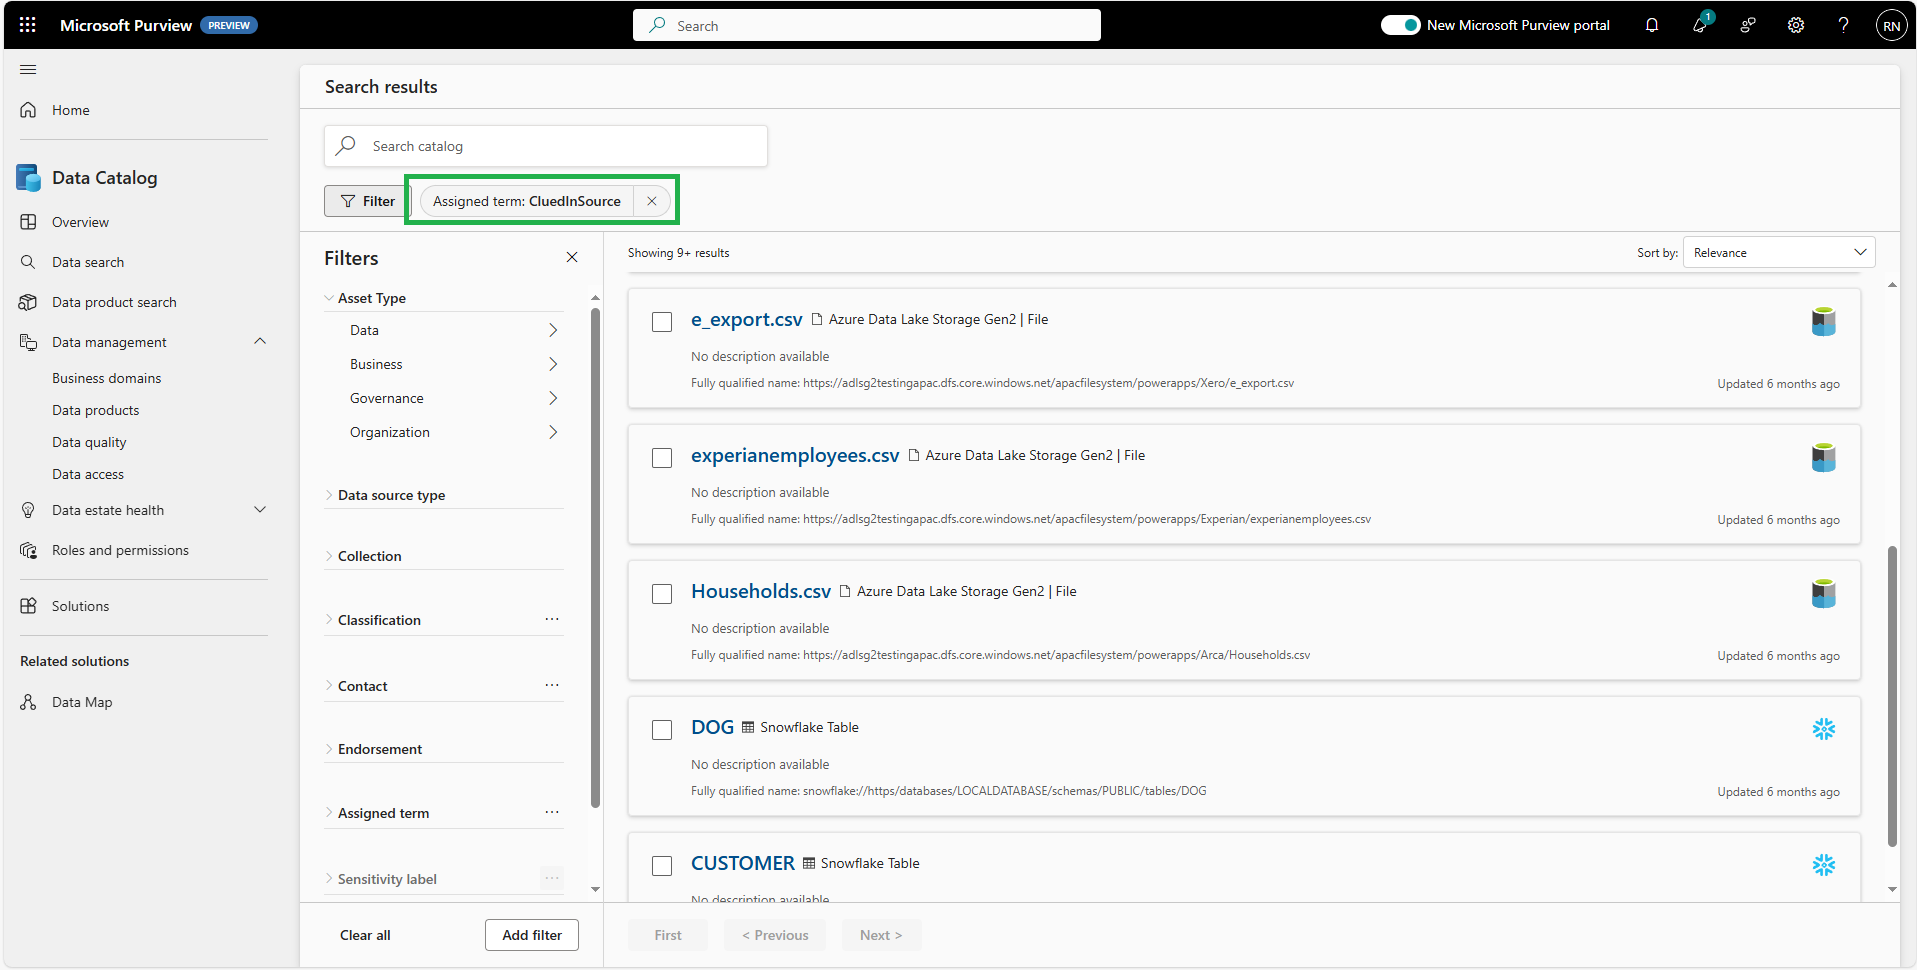 Microsoft Purview PREVIEW
Search
New Microsoft Purview portal
1
RN
Home
Data Catalog
Overview
Data search
Data product search
Data management
Business domains
Data products
Data quality
Data access
Data estate health
Roles and permissions
Solutions
Related solutions
Data Map
Search results
Search catalog
Filter
Assigned term: CluedInSource
Filters
Asset Type
Data
Business
Governance
Organization
Data source type
Collection
Classification
Contact
Endorsement
Assigned term
Sensitivity label
Clear all
Add filter
Showing 9+ results
Sort by: Relevance
e_export.csv Azure Data Lake Storage Gen2 | File
No description available
Fully qualified name: https://adlsg2testingapac.dfs.core.windows.net/apacfilesystem/powerapps/Xero/e_export.csv
Updated 6 months ago
experianemployees.csv Azure Data Lake Storage Gen2 | File
No description available
Fully qualified name: https://adlsg2testingapac.dfs.core.windows.net/apacfilesystem/powerapps/Experian/experianemployees.csv
Updated 6 months ago
Households.csv Azure Data Lake Storage Gen2 | File
No description available
Fully qualified name: https://adlsg2testingapac.dfs.core.windows.net/apacfilesystem/powerapps/Arca/Households.csv
Updated 6 months ago
DOG Snowflake Table
No description available
Fully qualified name: snowflake://https/databases/LOCALDATABASE/schemas/PUBLIC/tables/DOG
Updated 6 months ago
CUSTOMER Snowflake Table
No description available
First
< Previous
Next >